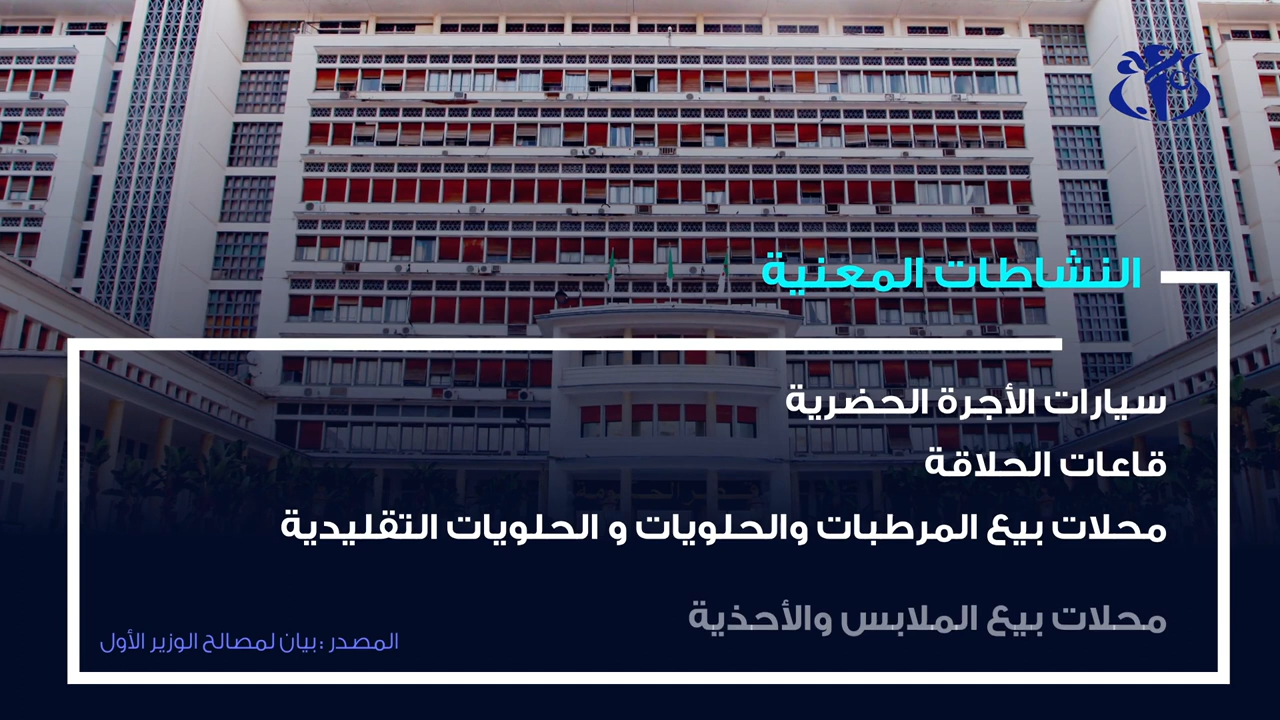 النشاطات المعنية
سيارات الأجرة الحضرية
قاعات الحلاقة
محلات بيع المرطبات والحلويات و الحلويات التقليدية
محلات بيع الملابس والأحذية
المصدر :بيان لمصالح الوزير الأول